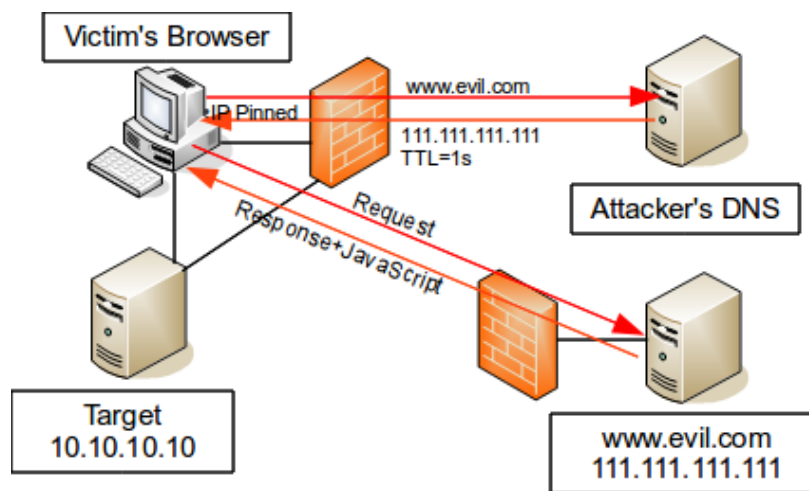 Victim's Browser
www.evil.com
IP Pinned
111.111.111.111
TTL=1s
Attacker's DNS
Request
Response+JavaScript
Target
10.10.10.10
www.evil.com
111.111.111.111